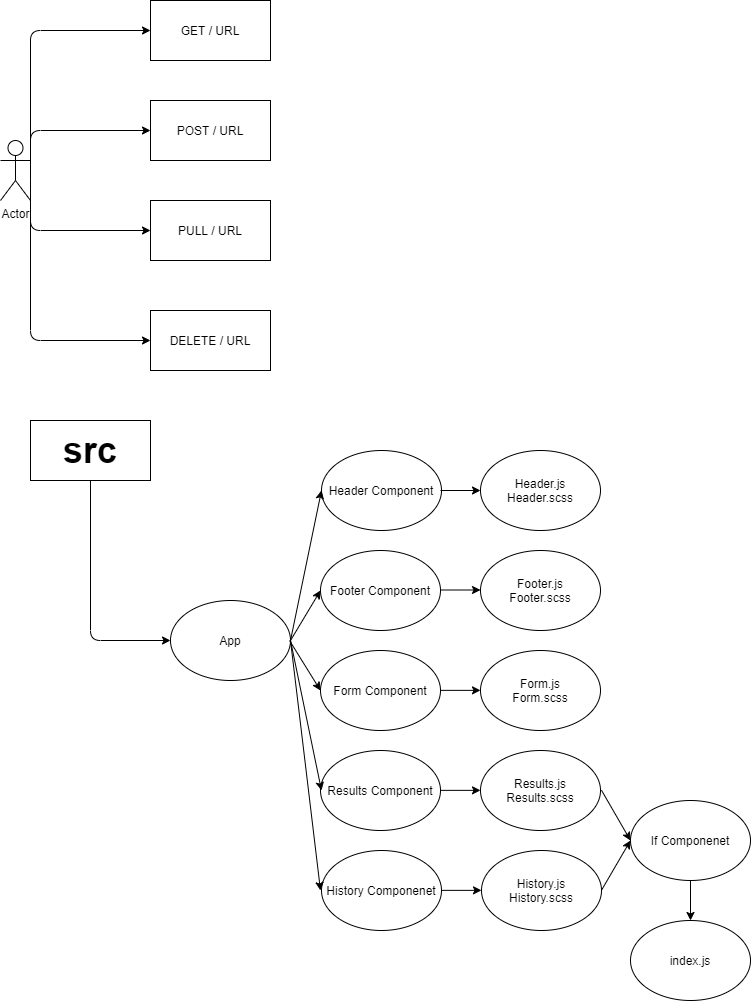 GET / URL
POST / URL
Actor
PULL / URL
DELETE / URL
src
Header Component
Header.js
Header.scss
Footer Component
Footer.js
Footer.scss
App
Form Component
Form.js
Form.scss
Results Component
Results.js
Results.scss
If Componenet
History Componenet
History.js
History.scss
index.js